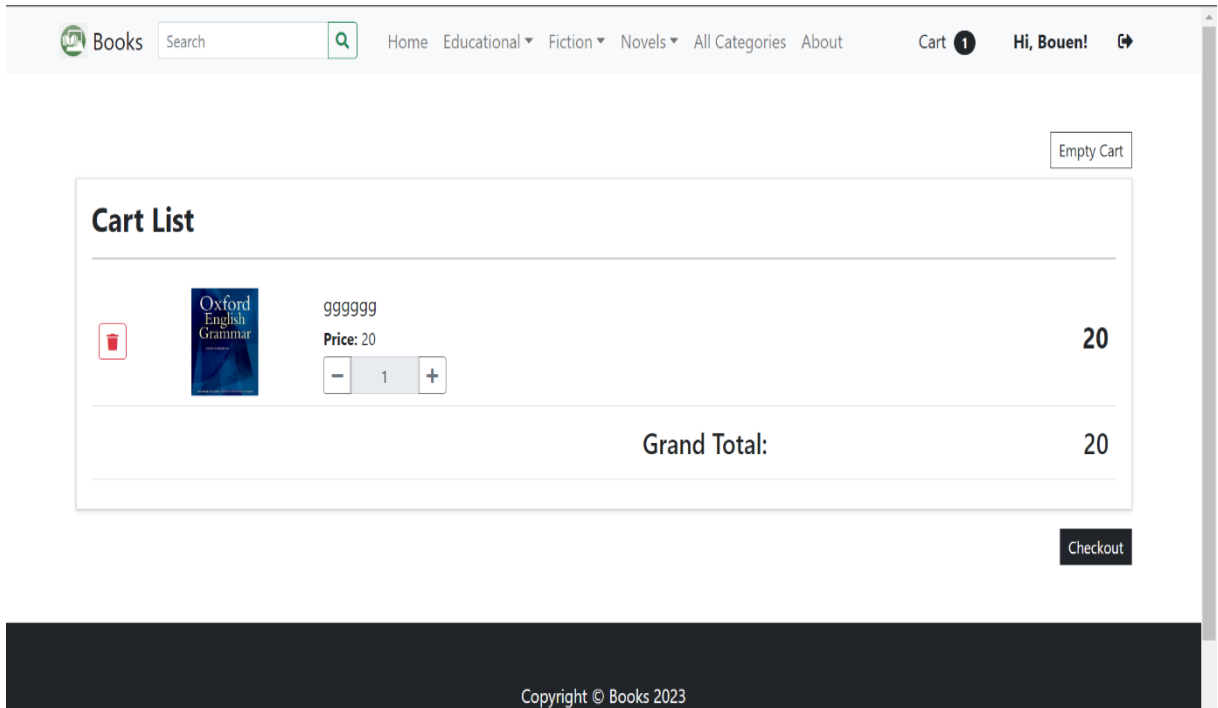 Books Search Home Educational Fiction Novels All Categories About Cart 1 Hi, Bouen!
Empty Cart
Cart List
Oxford
English
Grammar
gggggg
Price: 20
1
20
Grand Total: 20
Checkout
Copyright © Books 2023